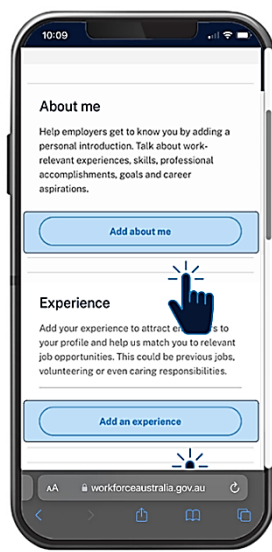 10:09
About me
Help employers get to know you by adding a
personal introduction. Talk about work-
relevant experiences, skills, professional
accomplishments, goals and career
aspirations.
Add about me
Experience
Add your experience to attract em s to
your profile and help us match you to relevant
job opportunities. This could be previous jobs,
volunteering or even caring responsibilities.
Add an experience
AA workforceaustralia.gov.au